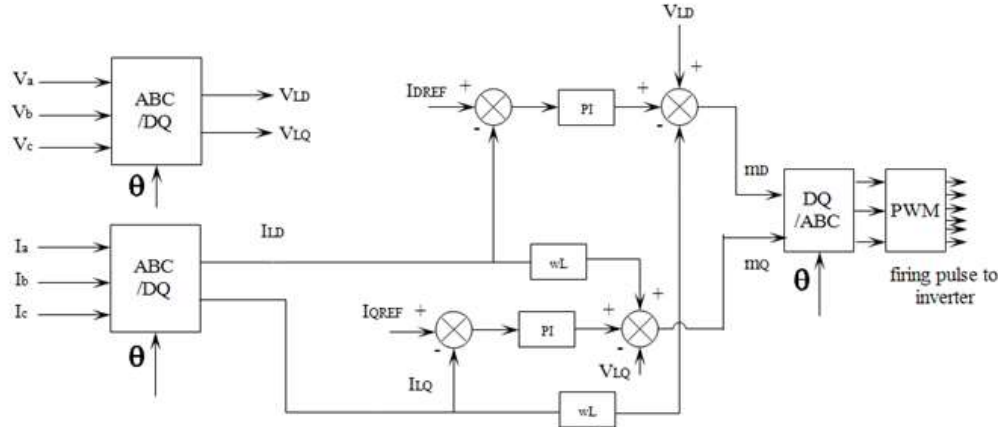 VLD
Va
Vb
Vc
ABC
/DQ
VLD
VLQ
θ
IDREF
+
-
PI
+
+
-
mD
DQ
/ABC
PWM
θ
firing pulse to
inverter
Ia
Ib
Ic
ABC
/DQ
θ
ILD
wL
mQ
IQREF
+
-
PI
+
+
-
VLQ
ILQ
wL